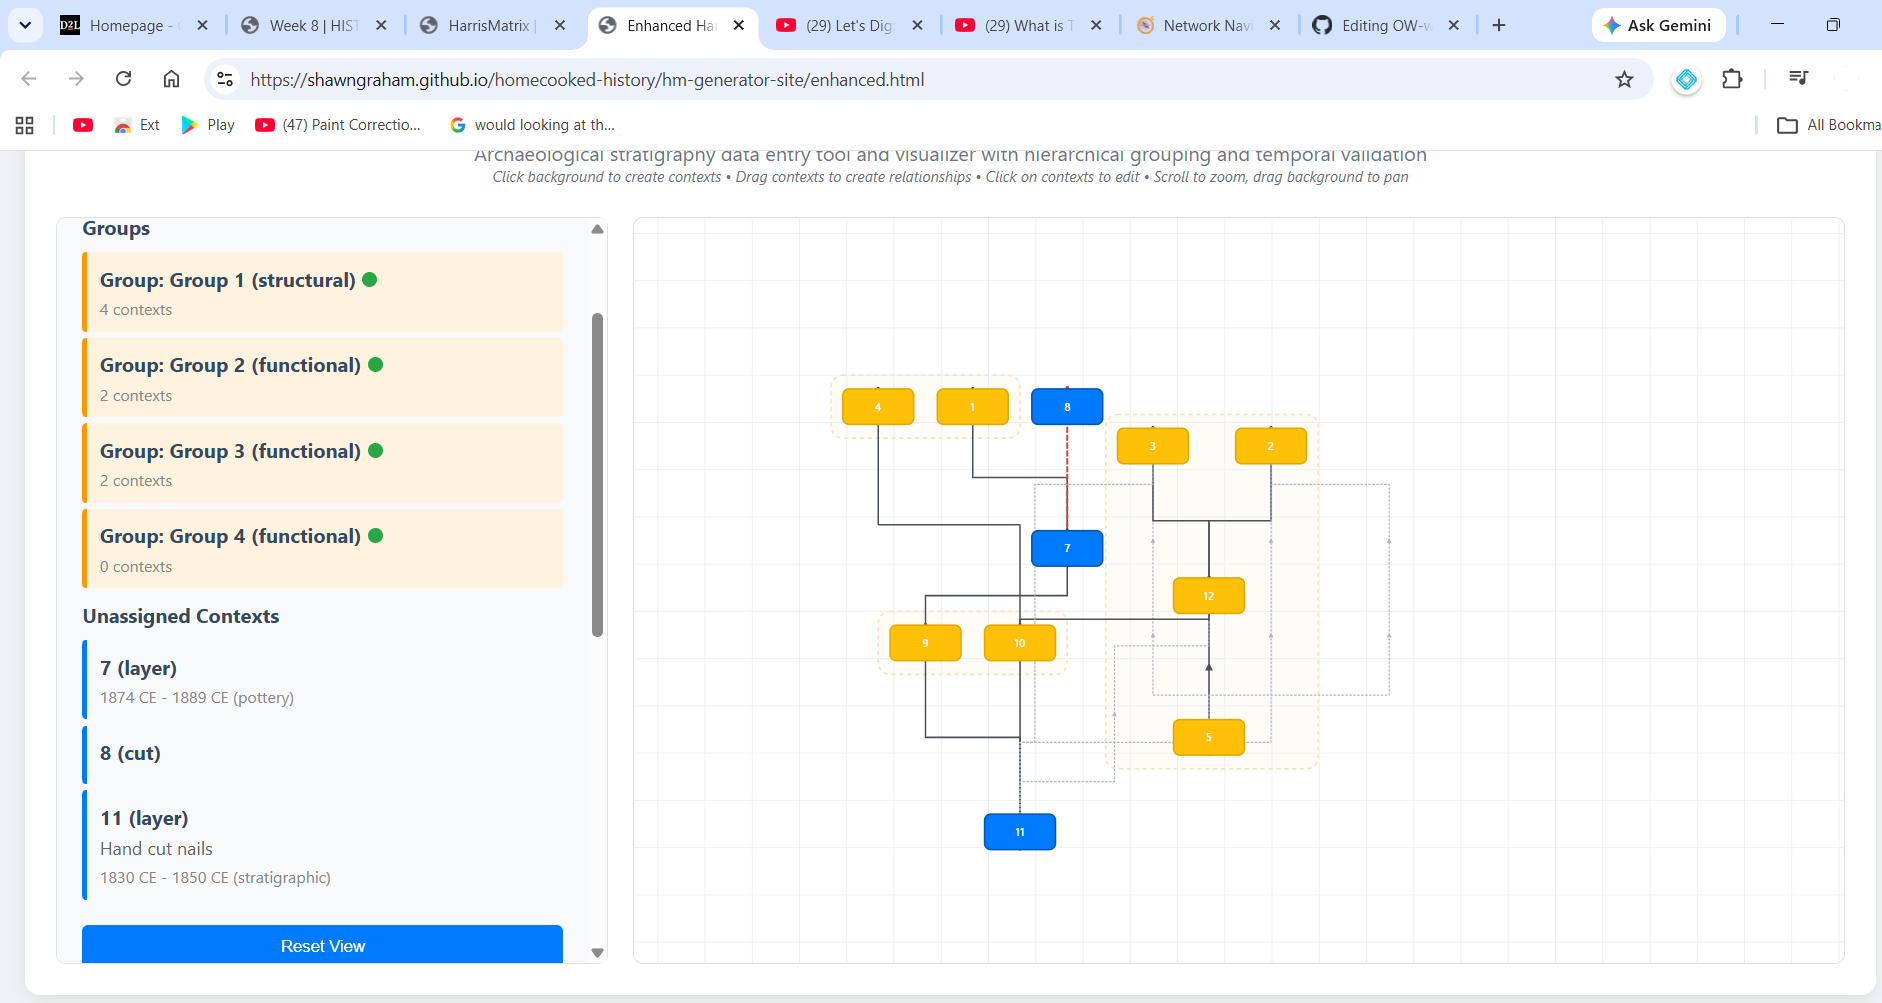 Homepage - 
Week 8 | HIST
HarrisMatrix |
Enhanced Har
(29) Let's Dig
(29) What is T
Network Navi
Editing OW-w
Ask Gemini
https://shawngraham.github.io/homecooked-history/hm-generator-site/enhanced.html
Ext
Play
(47) Paint Correctio...
would looking at th...
All Bookma
Archaeological stratigraphy data entry tool and visualizer with hierarchical grouping and temporal validation
Click background to create contexts • Drag contexts to create relationships • Click on contexts to edit • Scroll to zoom, drag background to pan
Groups
Group: Group 1 (structural)
4 contexts
Group: Group 2 (functional)
2 contexts
Group: Group 3 (functional)
2 contexts
Group: Group 4 (functional)
0 contexts
Unassigned Contexts
7 (layer)
1874 CE - 1889 CE (pottery)
8 (cut)
11 (layer)
Hand cut nails
1830 CE - 1850 CE (stratigraphic)
Reset View
4
1
8
3
2
7
12
9
10
5
11